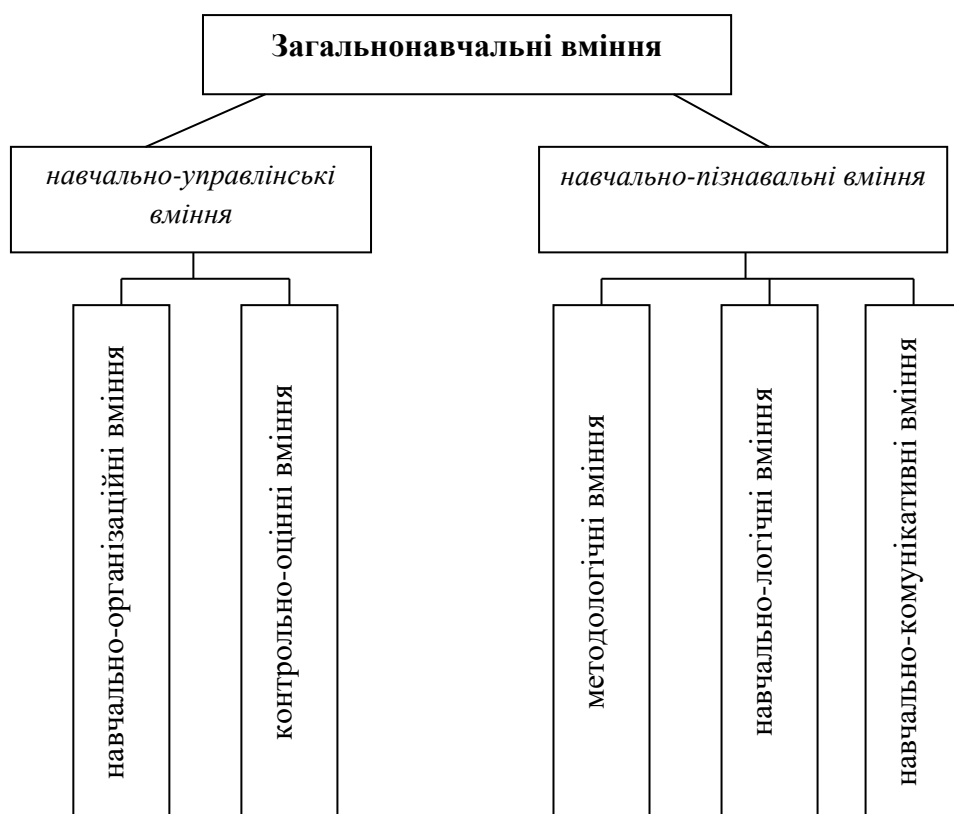 Загальнонавчальні вміння
навчально-управлінські
вміння
навчально-пізнавальні вміння
навчально-організаційні вміння
контрольно-оцінні вміння
методологічні вміння
навчально-логічні вміння
навчально-комунікативні вміння